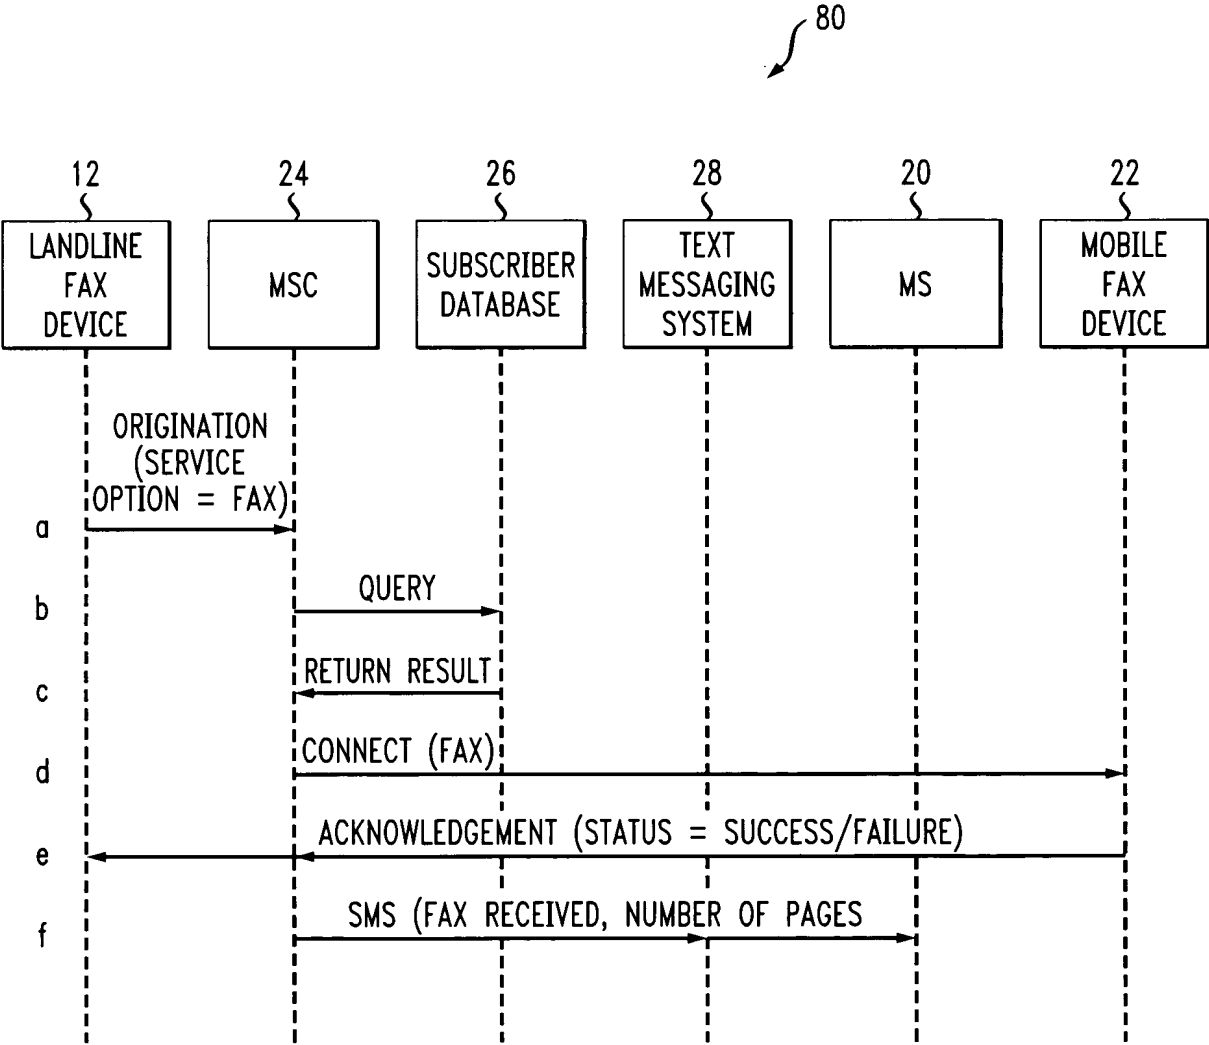 80
12
24
26
28
20
22
LANDLINE
FAX
DEVICE
MSC
SUBSCRIBER
DATABASE
TEXT
MESSAGING
SYSTEM
MS
MOBILE
FAX
DEVICE
ORIGINATION
(SERVICE
OPTION = FAX)
a
QUERY
b
RETURN RESULT
c
CONNECT (FAX)
d
ACKNOWLEDGEMENT (STATUS = SUCCESS/FAILURE)
e
SMS (FAX RECEIVED, NUMBER OF PAGES
f